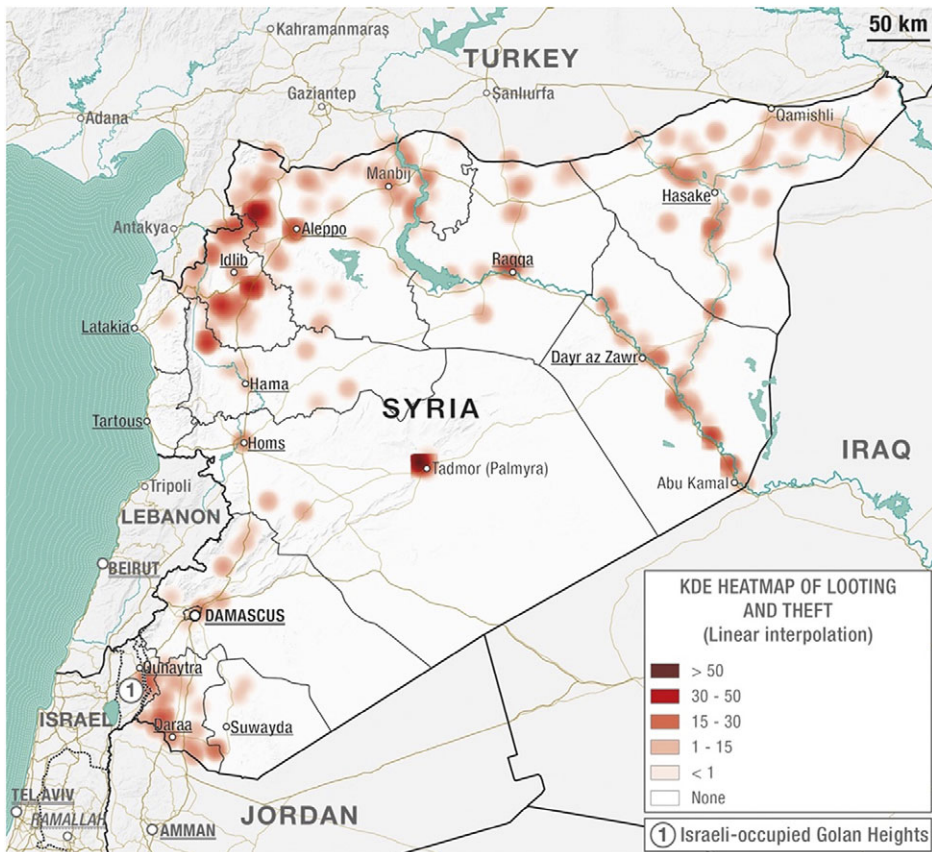 50 km
Kahramanmaraş
TURKEY
Gaziantep
Şanlıurfa
Adana
Qamishli
Manbij
Hasake
Antakya
Aleppo
Idlib
Raqqa
Latakia
Dayr az Zawr
Hama
SYRIA
Tartous
Homs
IRAQ
Tadmor (Palmyra)
Tripoli
Abu Kamal
LEBANON
BEIRUT
KDE HEATMAP OF LOOTING
AND THEFT
(Linear interpolation)
> 50
30 - 50
15 - 30
1 - 15
< 1
None
DAMASCUS
Qunaytra
1
ISRAEL
Daraa
Suwayda
TEL AVIV
RAMALLAH
AMMAN
JORDAN
1 Israeli-occupied Golan Heights